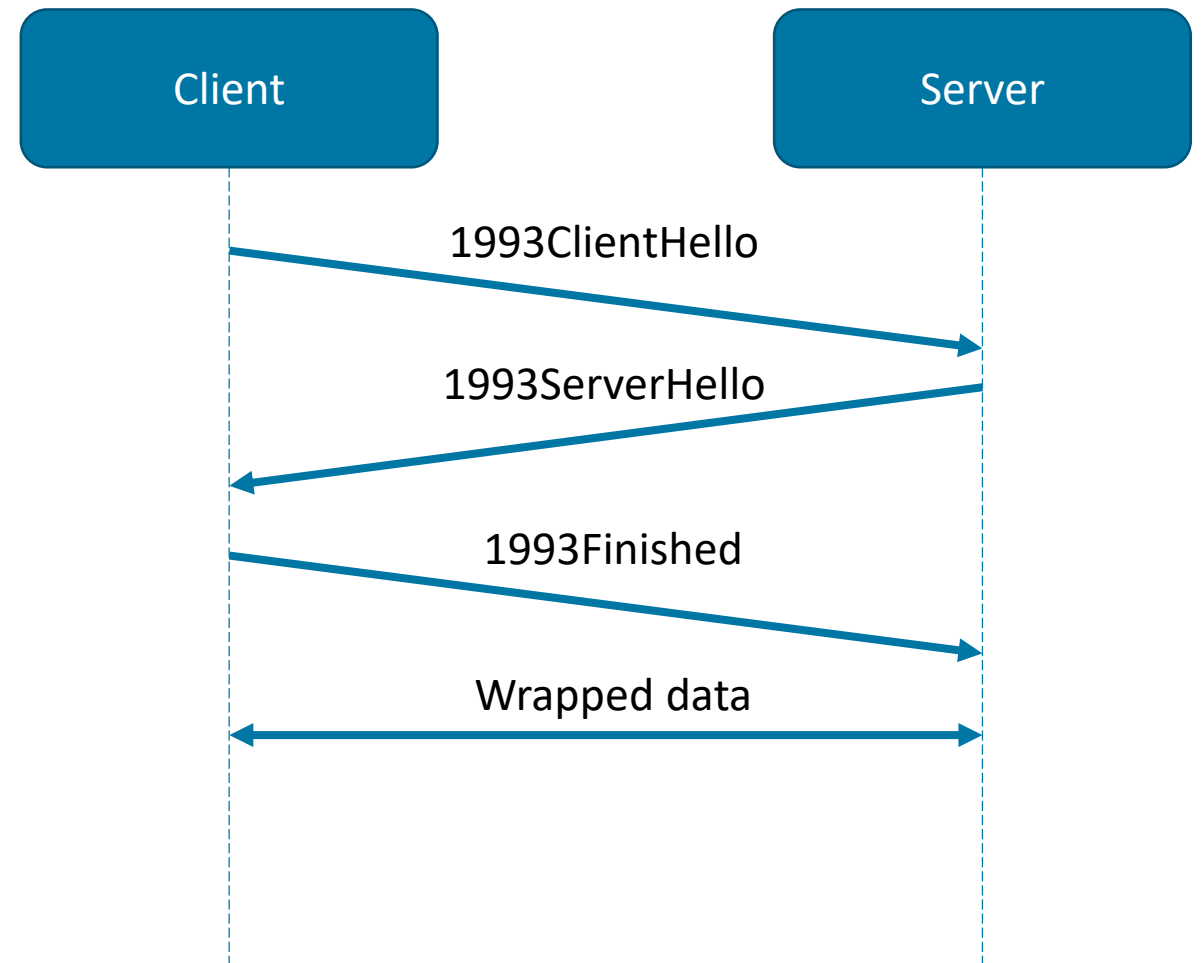 Client
Server
1993ClientHello
1993ServerHello
1993Finished
Wrapped data